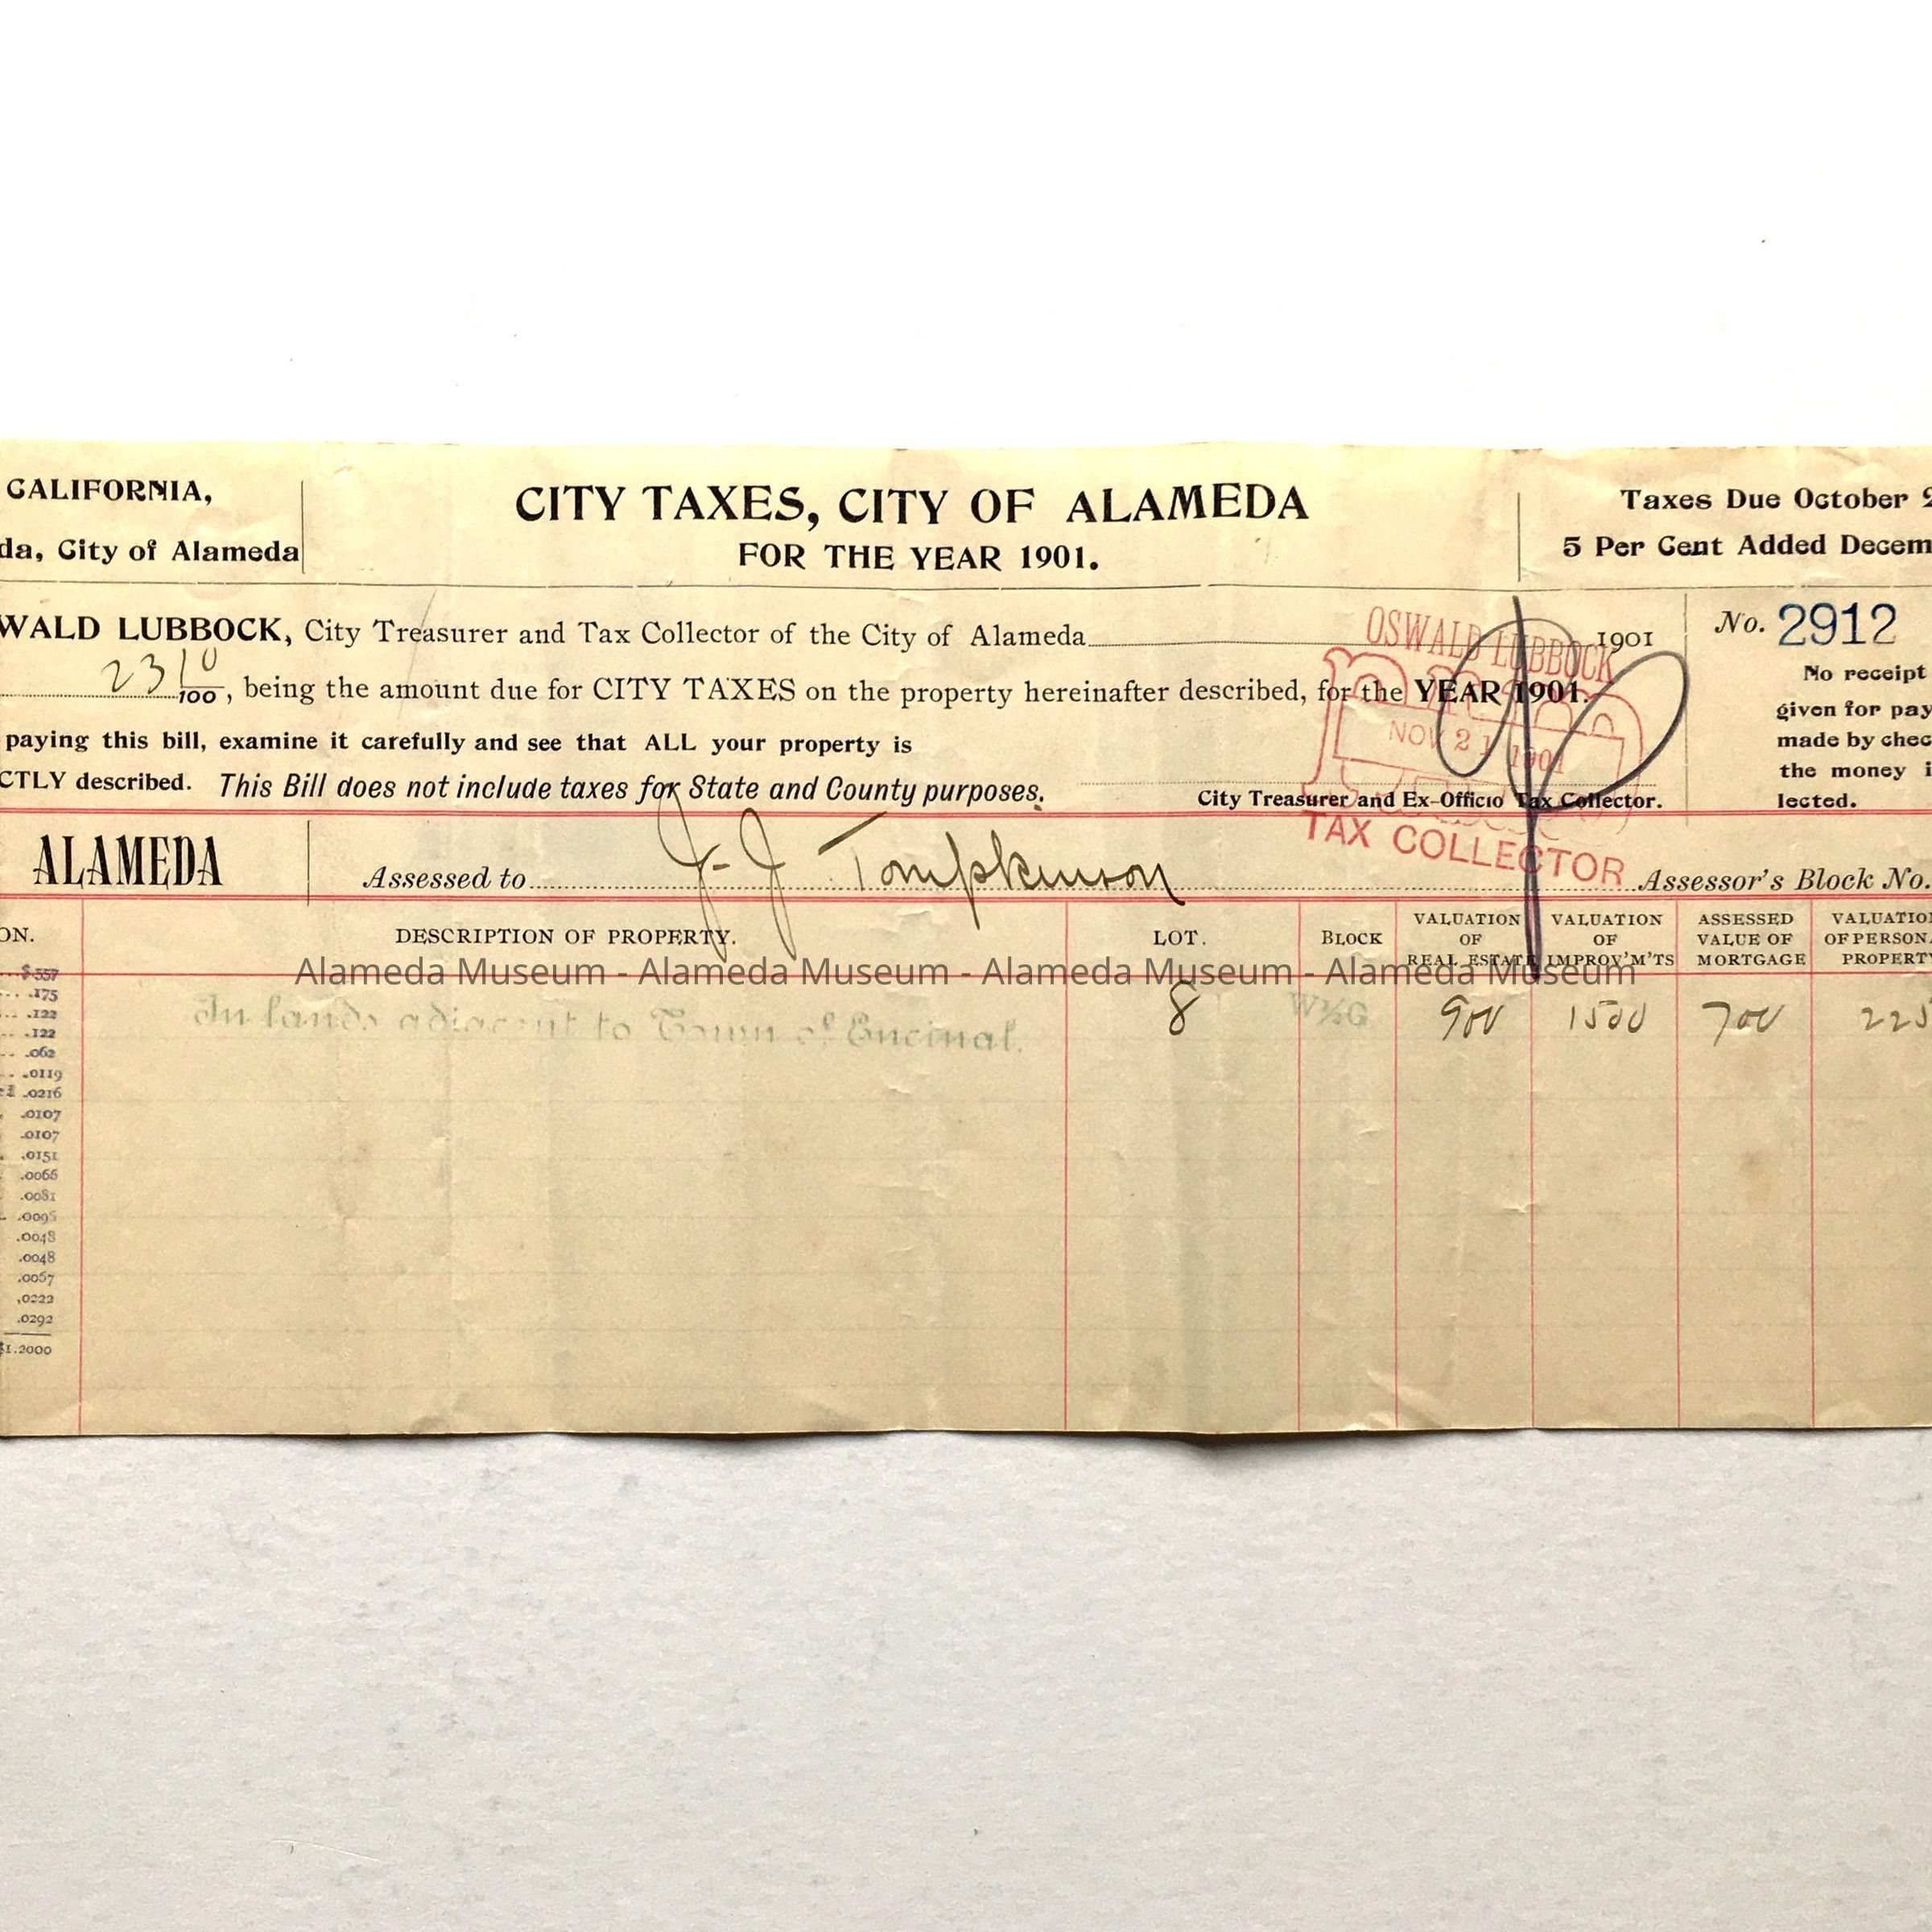 CALIFORNIA,
da, City of Alameda
CITY TAXES, CITY OF ALAMEDA
FOR THE YEAR 1901.
Taxes Due October
5 Per Cent Added Decem
WALD LUBBOCK, City Treasurer and Tax Collector of the City of Alameda 1901
No. 2912
23 10/100, being the amount due for CITY TAXES on the property hereinafter described, for the YEAR 1901.
paying this bill, examine it carefully and see that ALL your property is
CTLY described. This Bill does not include taxes for State and County purposes.
City Treasurer and Ex-Officio Tax Collector.
OSWALD LUBBOCK
PAID
NOV 21 1901
TAX COLLECTOR
No receipt
given for pay
made by chec
the money i
lected.
ALAMEDA
Assessed to J. J. Tompkinson
Assessor's Block No.
ON.
DESCRIPTION OF PROPERTY.
LOT.
BLOCK
VALUATION OF REAL ESTATE
VALUATION OF IMPROV'M'TS
ASSESSED VALUE OF MORTGAGE
VALUATION OF PERSON. PROPERTY
Alameda Museum - Alameda Museum - Alameda Museum - Alameda Museum
In lands adjacent to Town of Encinal. 8 W½G 900 1500 700 225
$.557
.175
.122
.122
.062
.0119
.0216
.0107
.0107
.0151
.0066
.0081
.0095
.0048
.0048
.0057
.0222
.0292
$1.2000